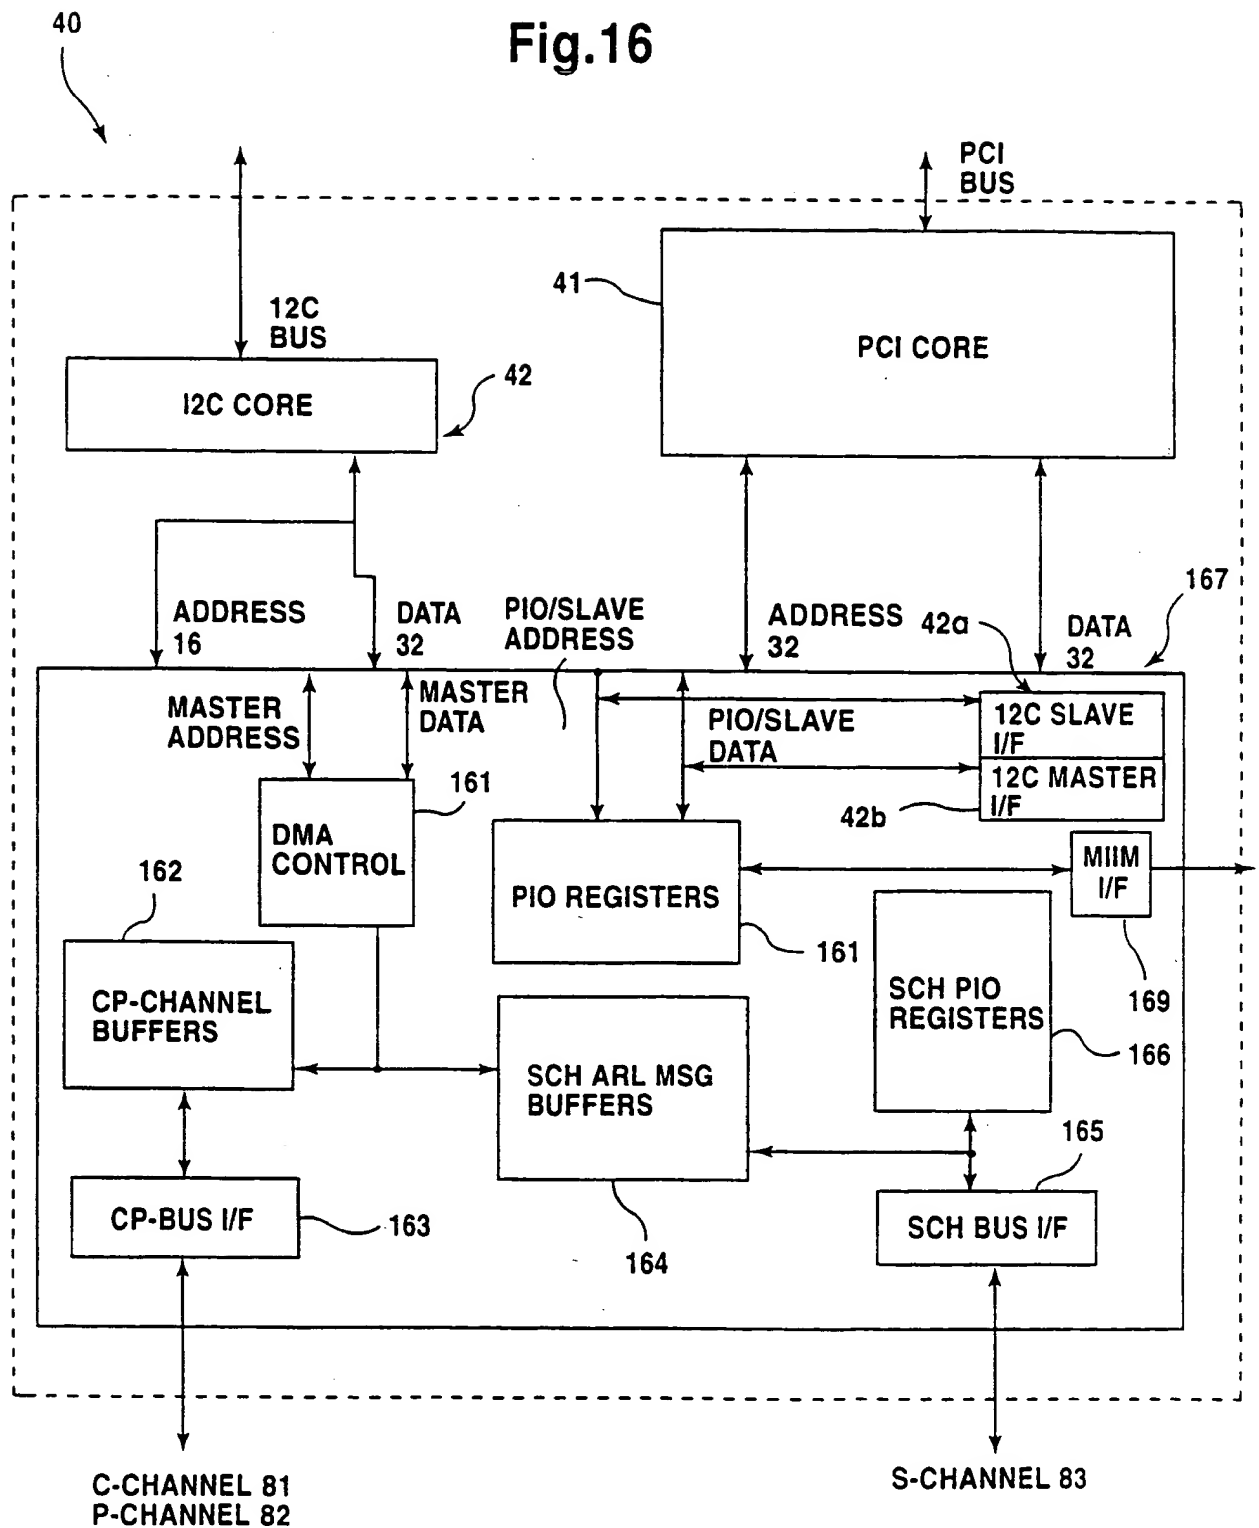 Fig.16
40
PCI
BUS
41
12C
BUS
PCI CORE
42
I2C CORE
167
ADDRESS
16
DATA
32
PIO/SLAVE
ADDRESS
ADDRESS
32
42a
DATA
32
MASTER
ADDRESS
MASTER
DATA
PIO/SLAVE
DATA
12C SLAVE
I/F
12C MASTER
I/F
42b
161
DMA
CONTROL
162
PIO REGISTERS
MIIM
I/F
161
169
CP-CHANNEL
BUFFERS
SCH PIO
REGISTERS
166
SCH ARL MSG
BUFFERS
165
CP-BUS I/F
163
164
SCH BUS I/F
C-CHANNEL 81
P-CHANNEL 82
S-CHANNEL 83